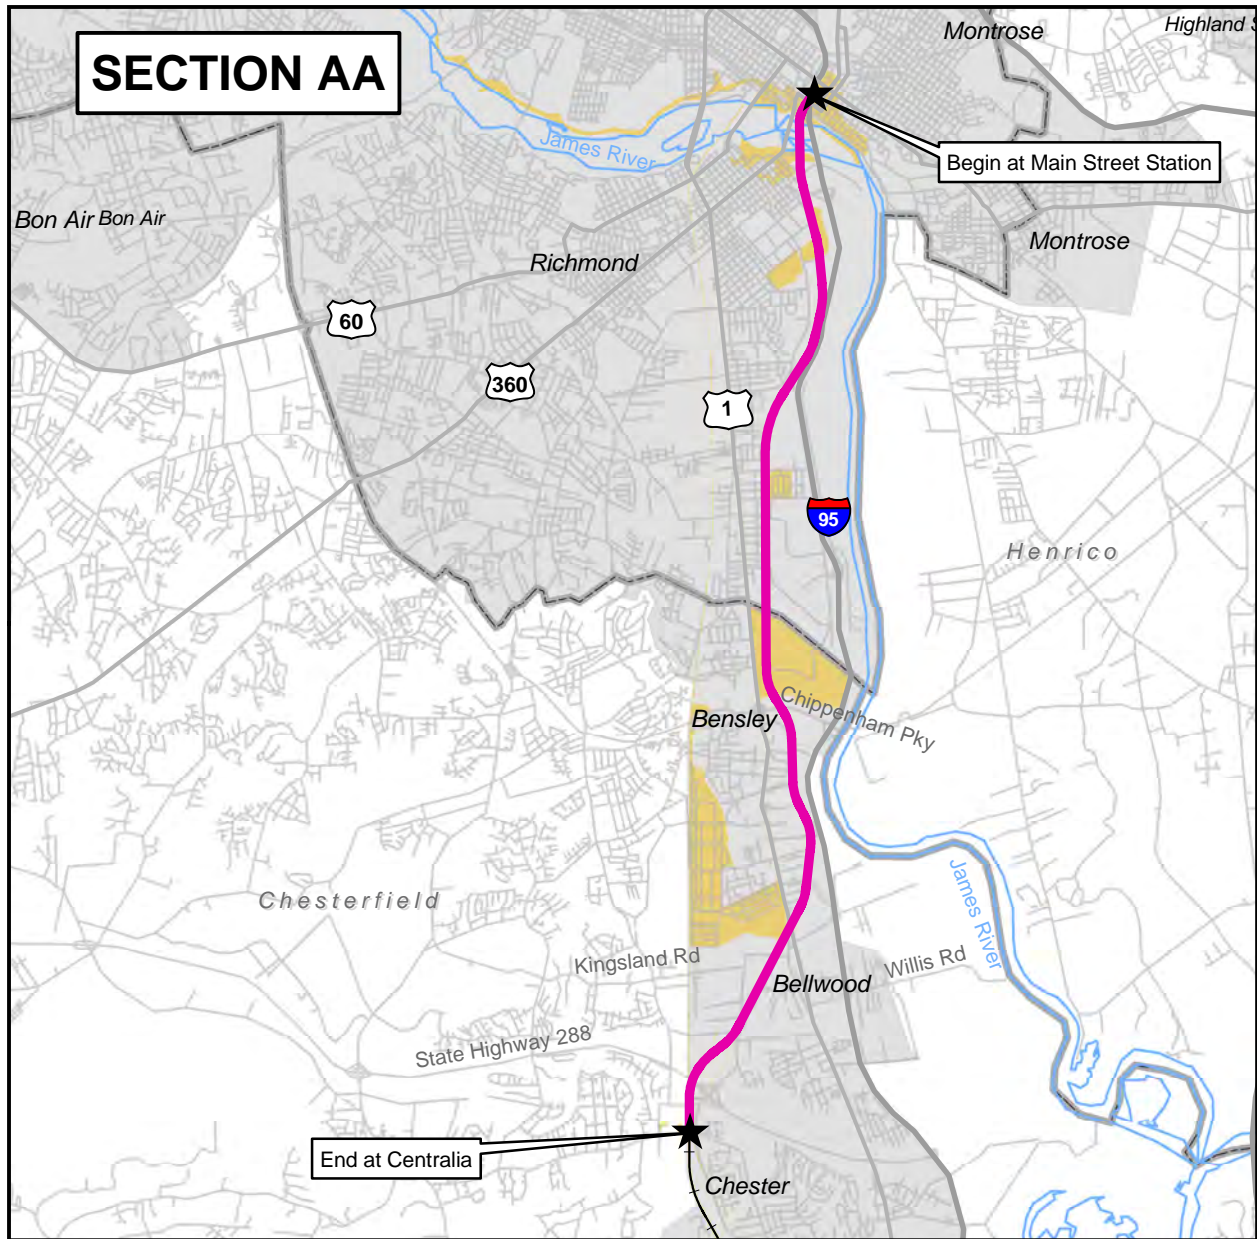 Montrose
Highland
SECTION AA
James River
Begin at Main Street Station
Bon Air Bon Air
Montrose
Richmond
60
360
1
95
Henrico
Chippenham Pky
Bensley
James River
Chesterfield
Kingsland Rd
Willis Rd
Bellwood
State Highway 288
End at Centralia
Chester